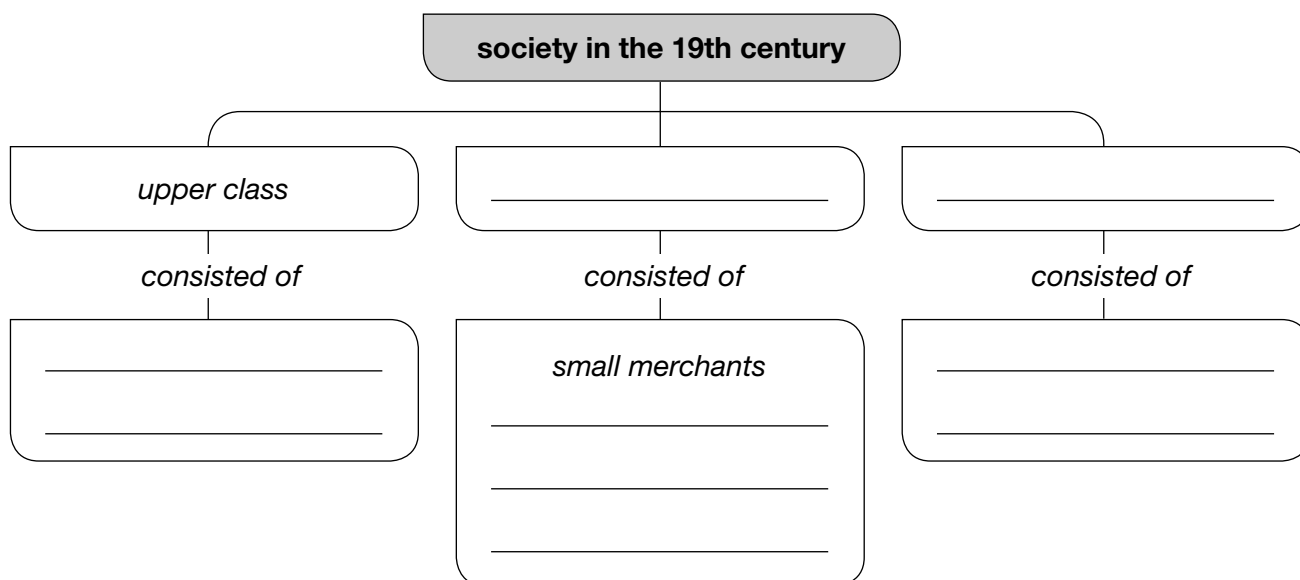 society in the 19th century
upper class
consisted of
consisted of
consisted of
small merchants